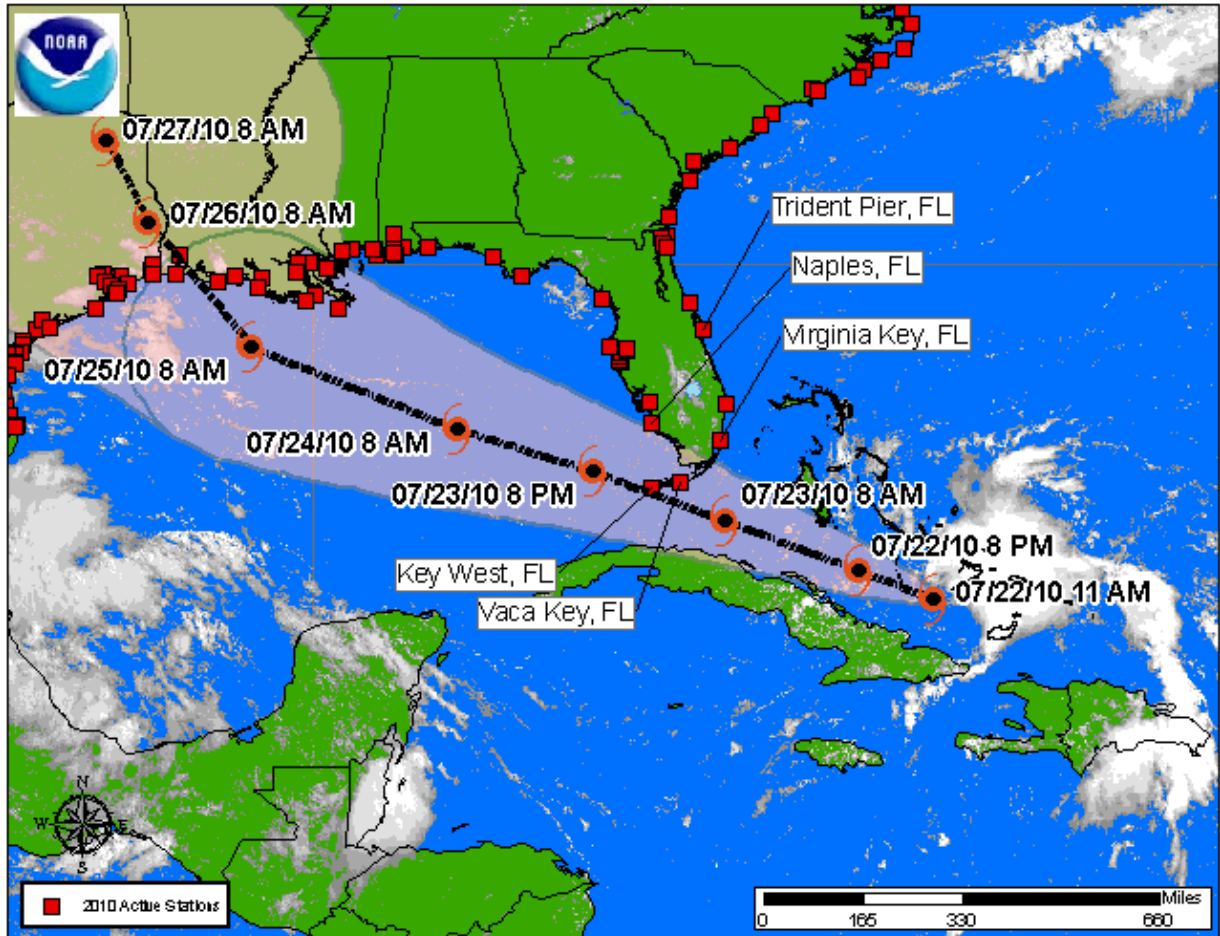 NOAA
07/27/10 8 AM
07/26/10 8 AM
Trident Pier, FL
Naples, FL
Virginia Key, FL
07/25/10 8 AM
07/24/10 8 AM
07/23/10 8 PM
07/23/10 8 AM
07/22/10 8 PM
Key West, FL
07/22/10 11 AM
Vaca Key, FL
N
W E
S
2010 Active Stations
Miles
0 165 330 660